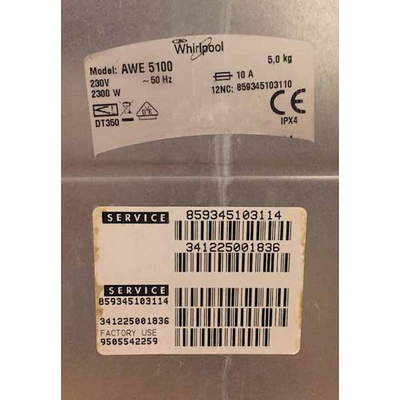 Whirlpool
Model: AWE 5100
5,0 kg
230V ~50 Hz
10 A
2300 W
12NC: 859345103110
DT350
CE
IPX4
SERVICE 859345103114
341225001836
SERVICE
859345103114
341225001836
FACTORY USE
9505542259